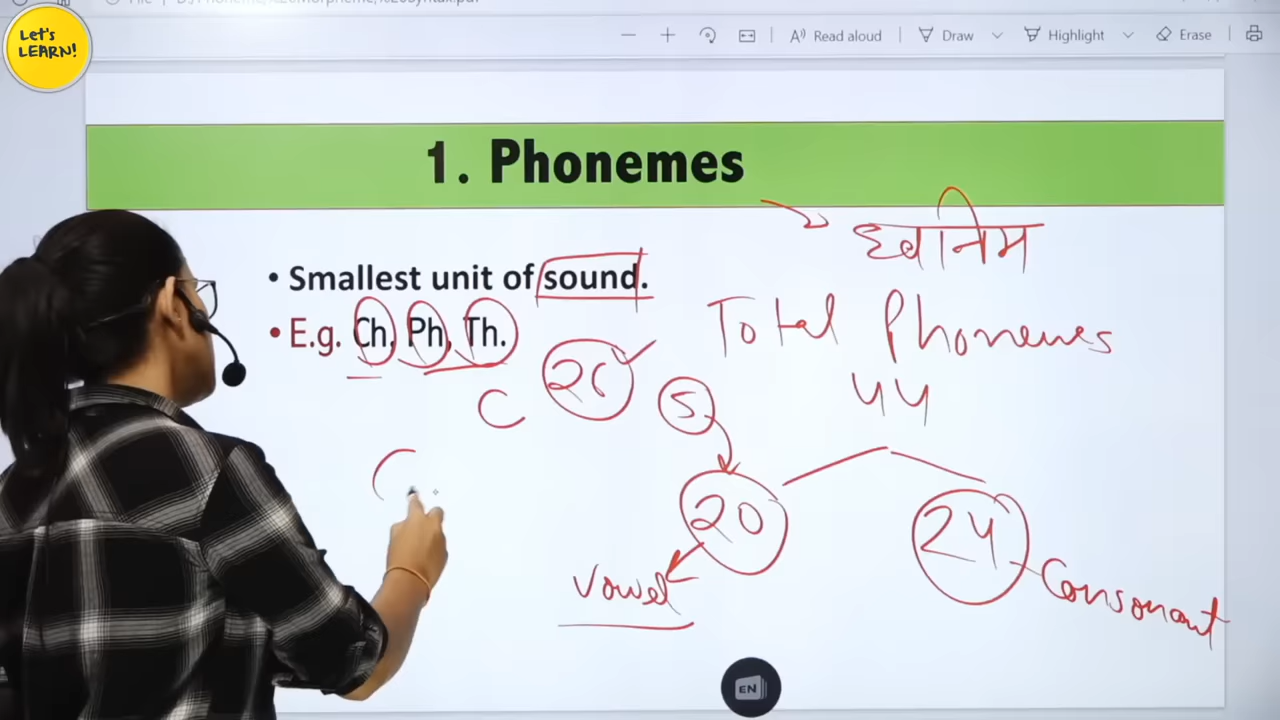 Let's
LEARN!
Read aloud
Draw
Highlight
Erase
1. Phonemes
ध्वनिम
• Smallest unit of sound.
• E.g. Ch, Ph, Th.
Total Phonemes
C 26 5
44
20
24
Vowel
Consonant
EN